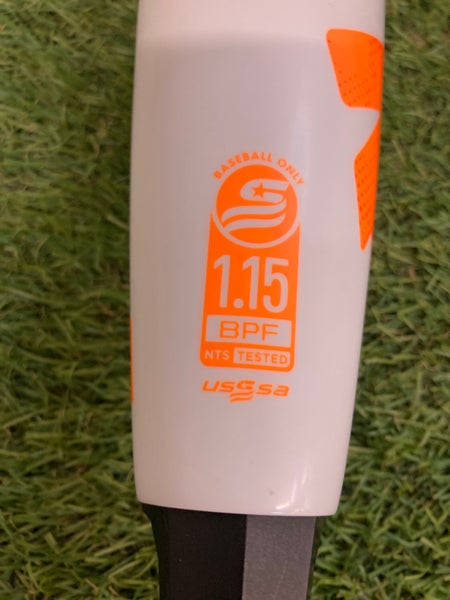 BASEBALL ONLY
1.15
BPF
NTS TESTED
usssa